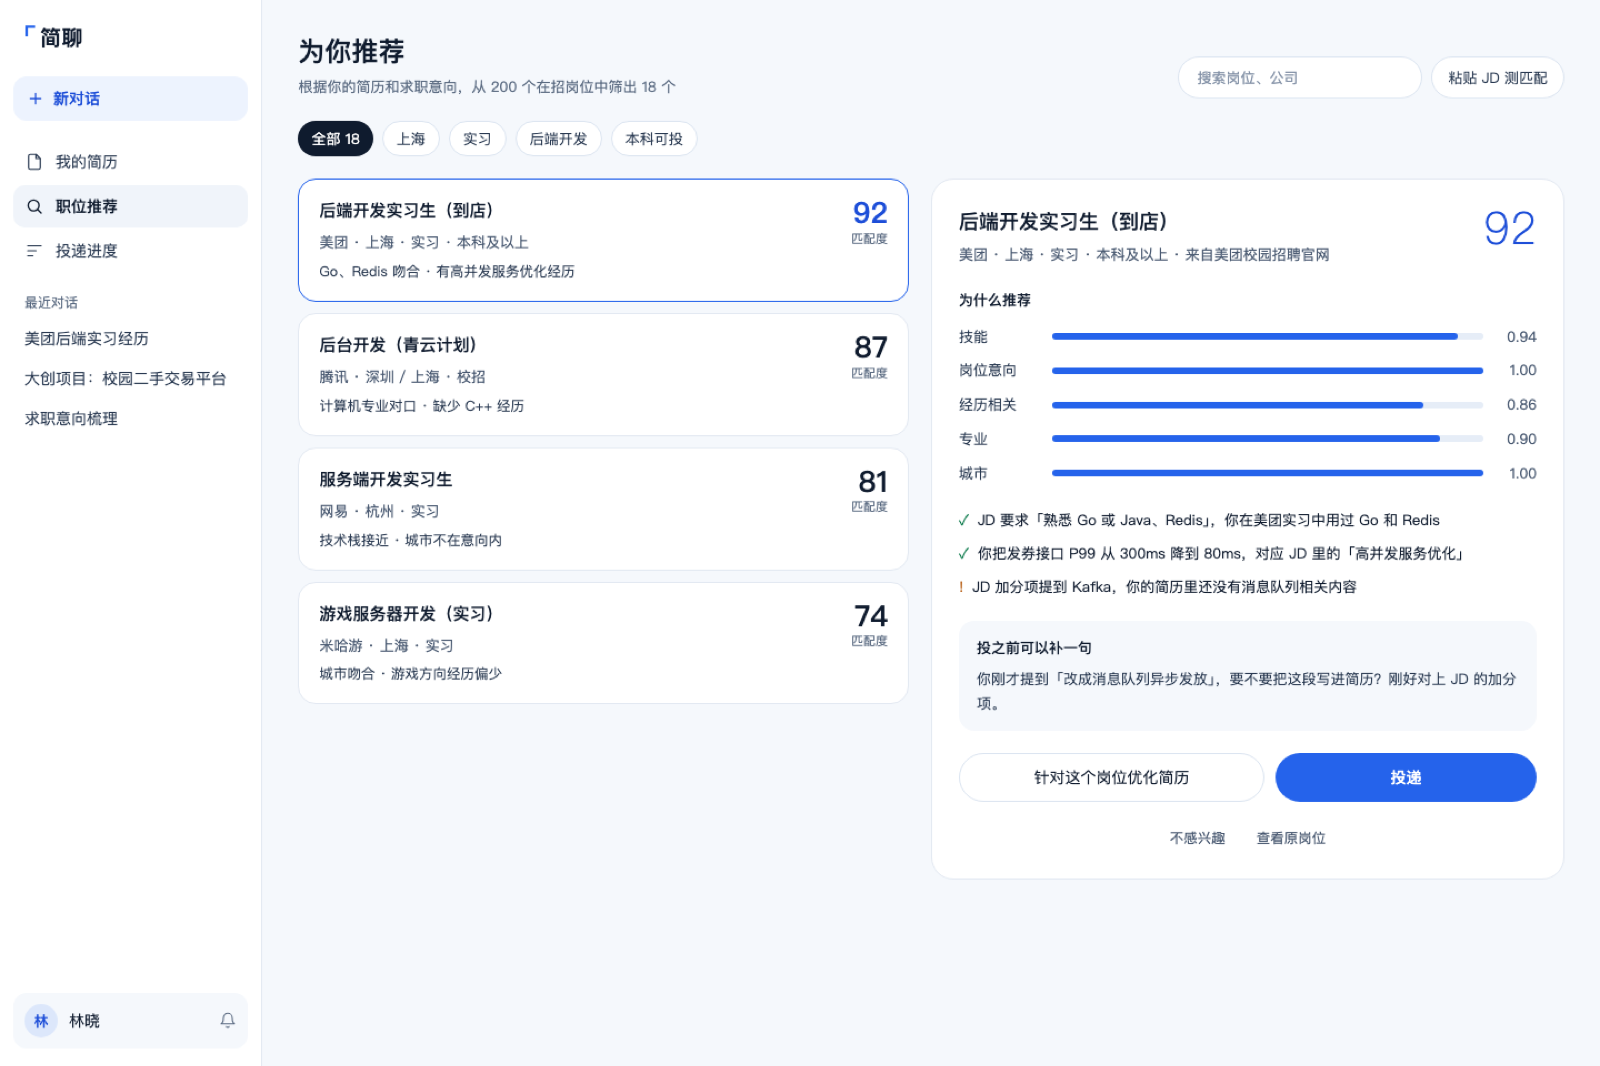 简聊
新对话
我的简历
职位推荐
投递进度
最近对话
美团后端实习经历
大创项目：校园二手交易平台
求职意向梳理
林
林晓
为你推荐
根据你的简历和求职意向，从 200 个在招岗位中筛出 18 个
搜索岗位、公司
粘贴 JD 测匹配
全部 18
上海
实习
后端开发
本科可投
后端开发实习生（到店）
92
美团 · 上海 · 实习 · 本科及以上
匹配度
Go、Redis 吻合 · 有高并发服务优化经历
后台开发（青云计划）
87
腾讯 · 深圳 / 上海 · 校招
匹配度
计算机专业对口 · 缺少 C++ 经历
服务端开发实习生
81
网易 · 杭州 · 实习
匹配度
技术栈接近 · 城市不在意向内
游戏服务器开发（实习）
74
米哈游 · 上海 · 实习
匹配度
城市吻合 · 游戏方向经历偏少
后端开发实习生（到店）
92
美团 · 上海 · 实习 · 本科及以上 · 来自美团校园招聘官网
为什么推荐
技能 0.94
岗位意向 1.00
经历相关 0.86
专业 0.90
城市 1.00
✓ JD 要求「熟悉 Go 或 Java、Redis」，你在美团实习中用过 Go 和 Redis
✓ 你把发券接口 P99 从 300ms 降到 80ms，对应 JD 里的「高并发服务优化」
! JD 加分项提到 Kafka，你的简历里还没有消息队列相关内容
投之前可以补一句
你刚才提到「改成消息队列异步发放」，要不要把这段写进简历？刚好对上 JD 的加分
项。
针对这个岗位优化简历
投递
不感兴趣
查看原岗位